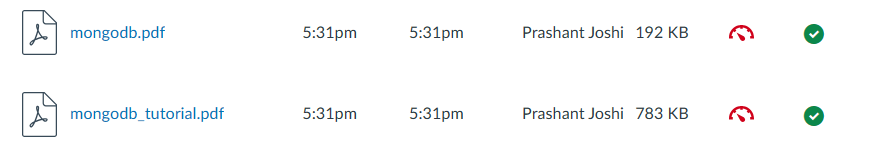 mongodb.pdf 5:31pm 5:31pm Prashant Joshi 192 KB
mongodb_tutorial.pdf 5:31pm 5:31pm Prashant Joshi 783 KB